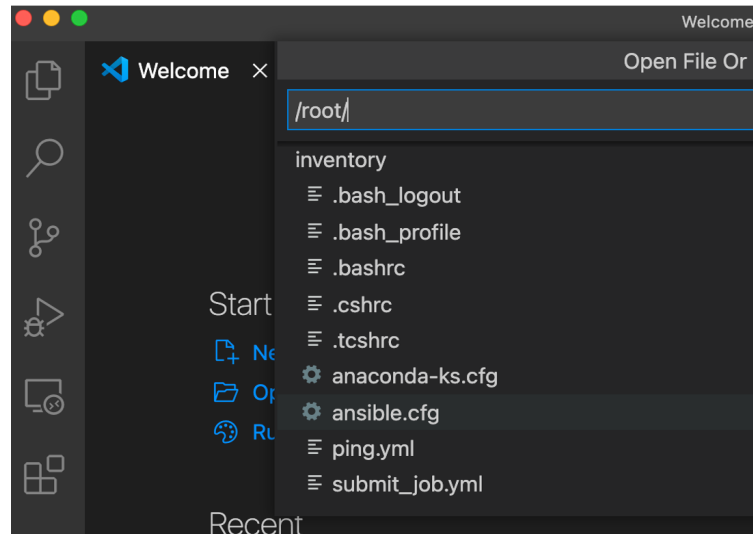 Welcome
Welcome
Open File Or
/root/
inventory
.bash_logout
.bash_profile
.bashrc
.cshrc
.tcshrc
anaconda-ks.cfg
ansible.cfg
ping.yml
submit_job.yml
Start
Ne
Op
Ru
Recent